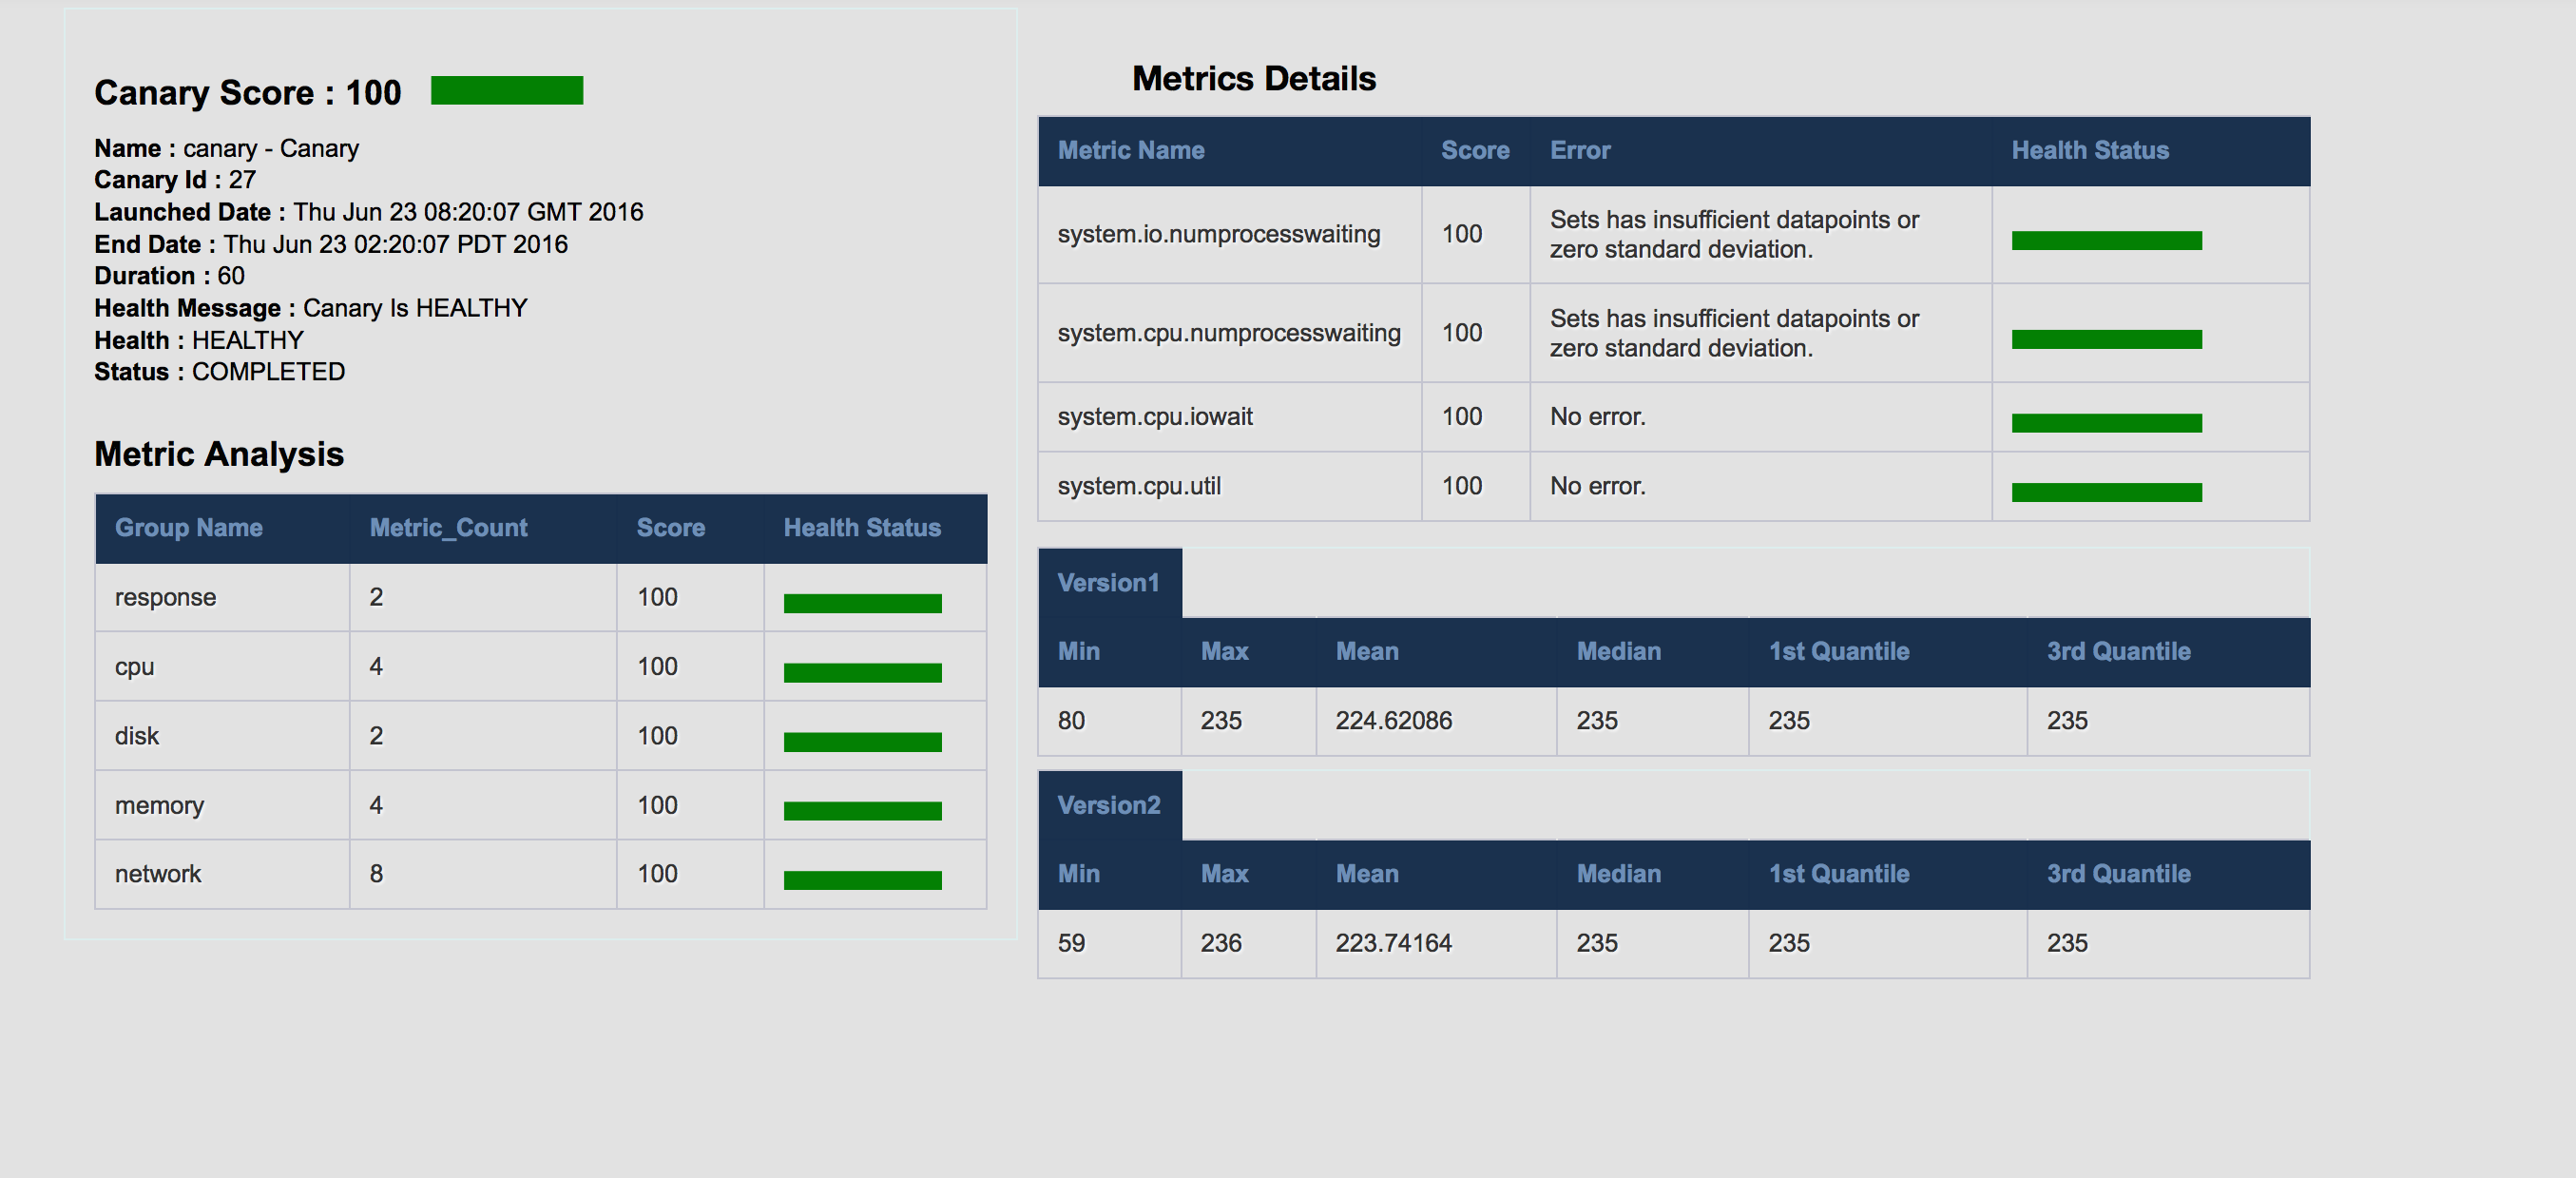 Canary Score : 100
Name : canary - Canary
Canary Id : 27
Launched Date : Thu Jun 23 08:20:07 GMT 2016
End Date : Thu Jun 23 02:20:07 PDT 2016
Duration : 60
Health Message : Canary Is HEALTHY
Health : HEALTHY
Status : COMPLETED
Metric Analysis
Group Name Metric_Count Score Health Status
response 2 100
cpu 4 100
disk 2 100
memory 4 100
network 8 100
Metrics Details
Metric Name Score Error Health Status
system.io.numprocesswaiting 100 Sets has insufficient datapoints or
zero standard deviation.
system.cpu.numprocesswaiting 100 Sets has insufficient datapoints or
zero standard deviation.
system.cpu.iowait 100 No error.
system.cpu.util 100 No error.
Version1
Min Max Mean Median 1st Quantile 3rd Quantile
80 235 224.62086 235 235 235
Version2
Min Max Mean Median 1st Quantile 3rd Quantile
59 236 223.74164 235 235 235